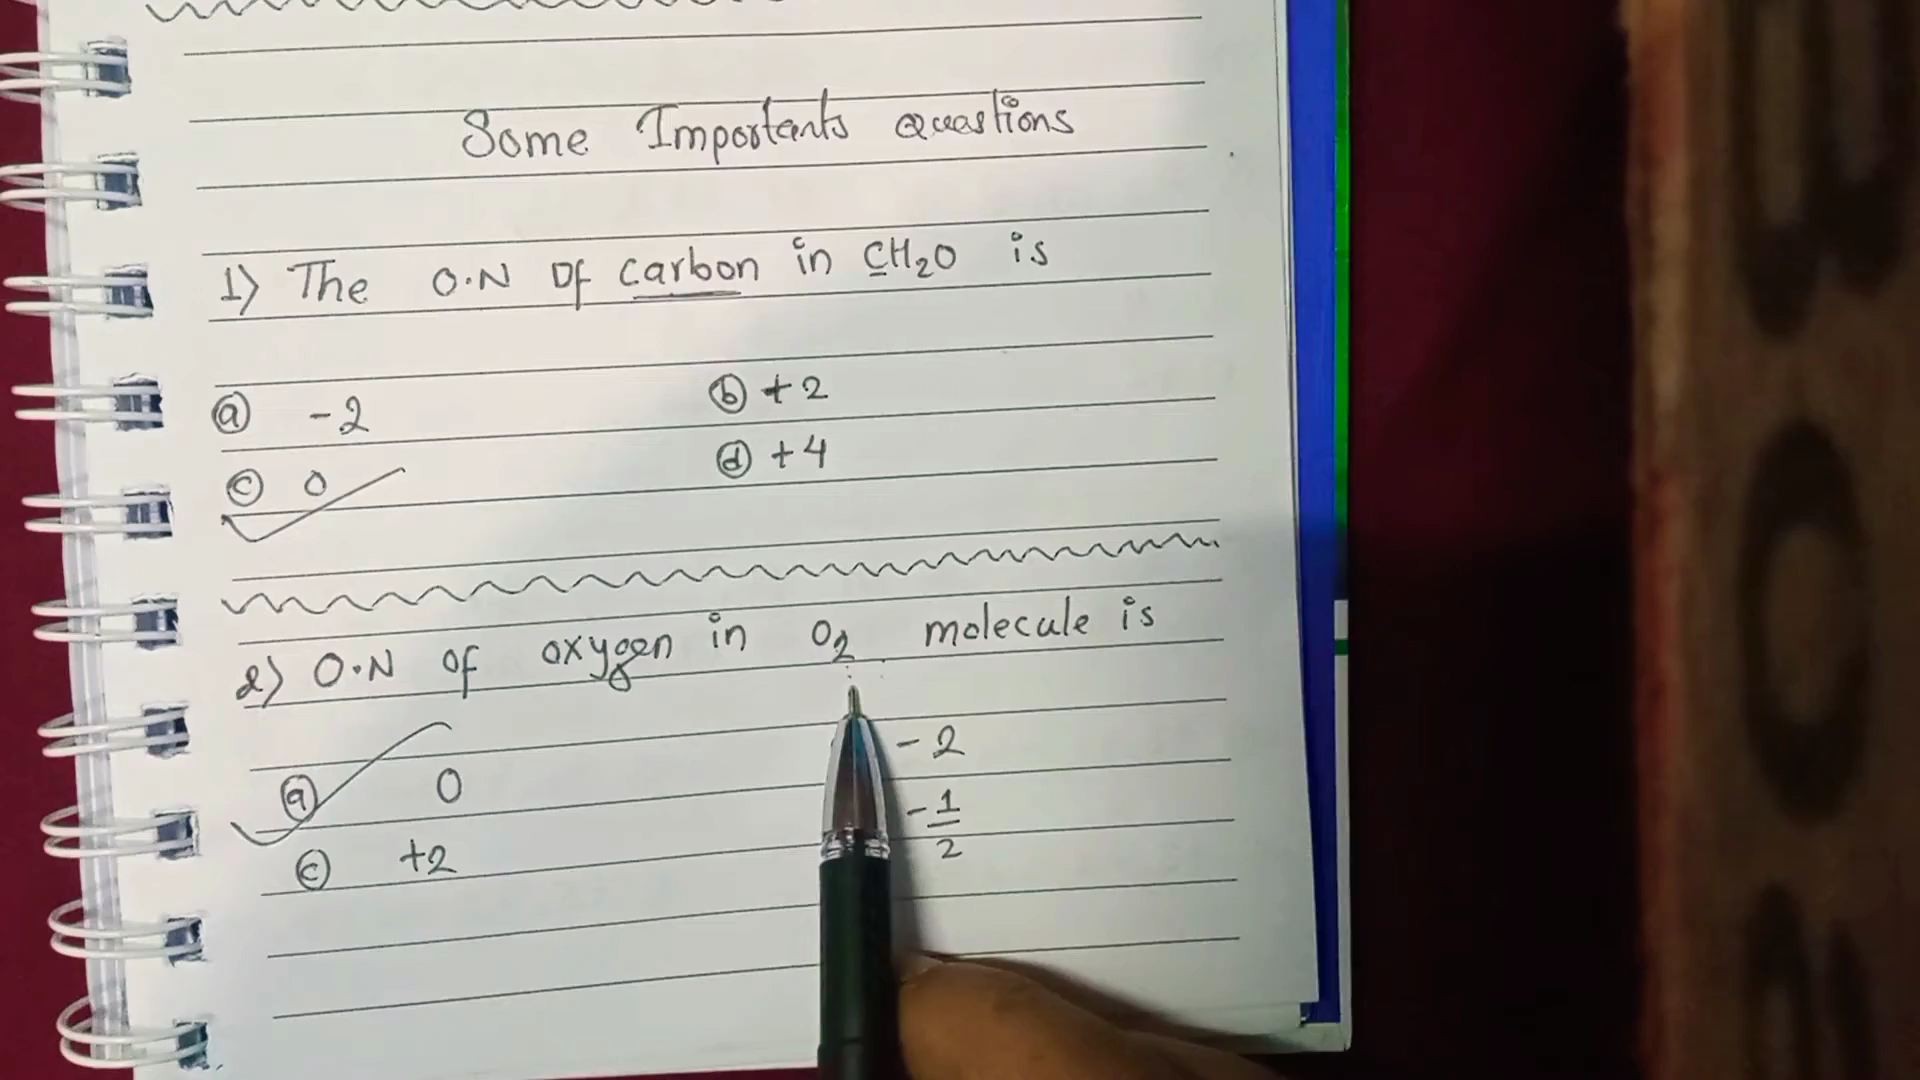 Some Importants questions
1) The O.N Of carbon in CH2O is
(a) -2 (b) +2
(c) 0 (d) +4
2) O.N of oxygen in O2 molecule is
(a) 0 -2
(c) +2 -1/2